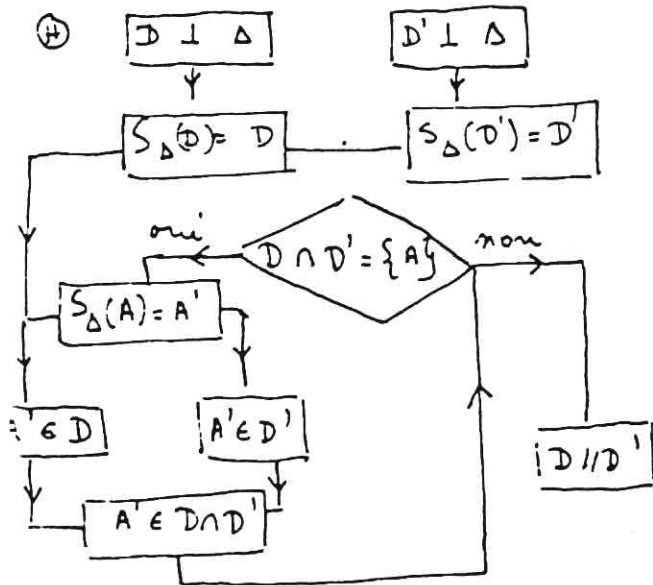 H
D ⊥ Δ
D' ⊥ Δ
S_Δ(D) = D
S_Δ(D') = D'
oui
D ∩ D' = {A}
non
S_Δ(A) = A'
' ∈ D
A' ∈ D'
D // D'
A' ∈ D ∩ D'